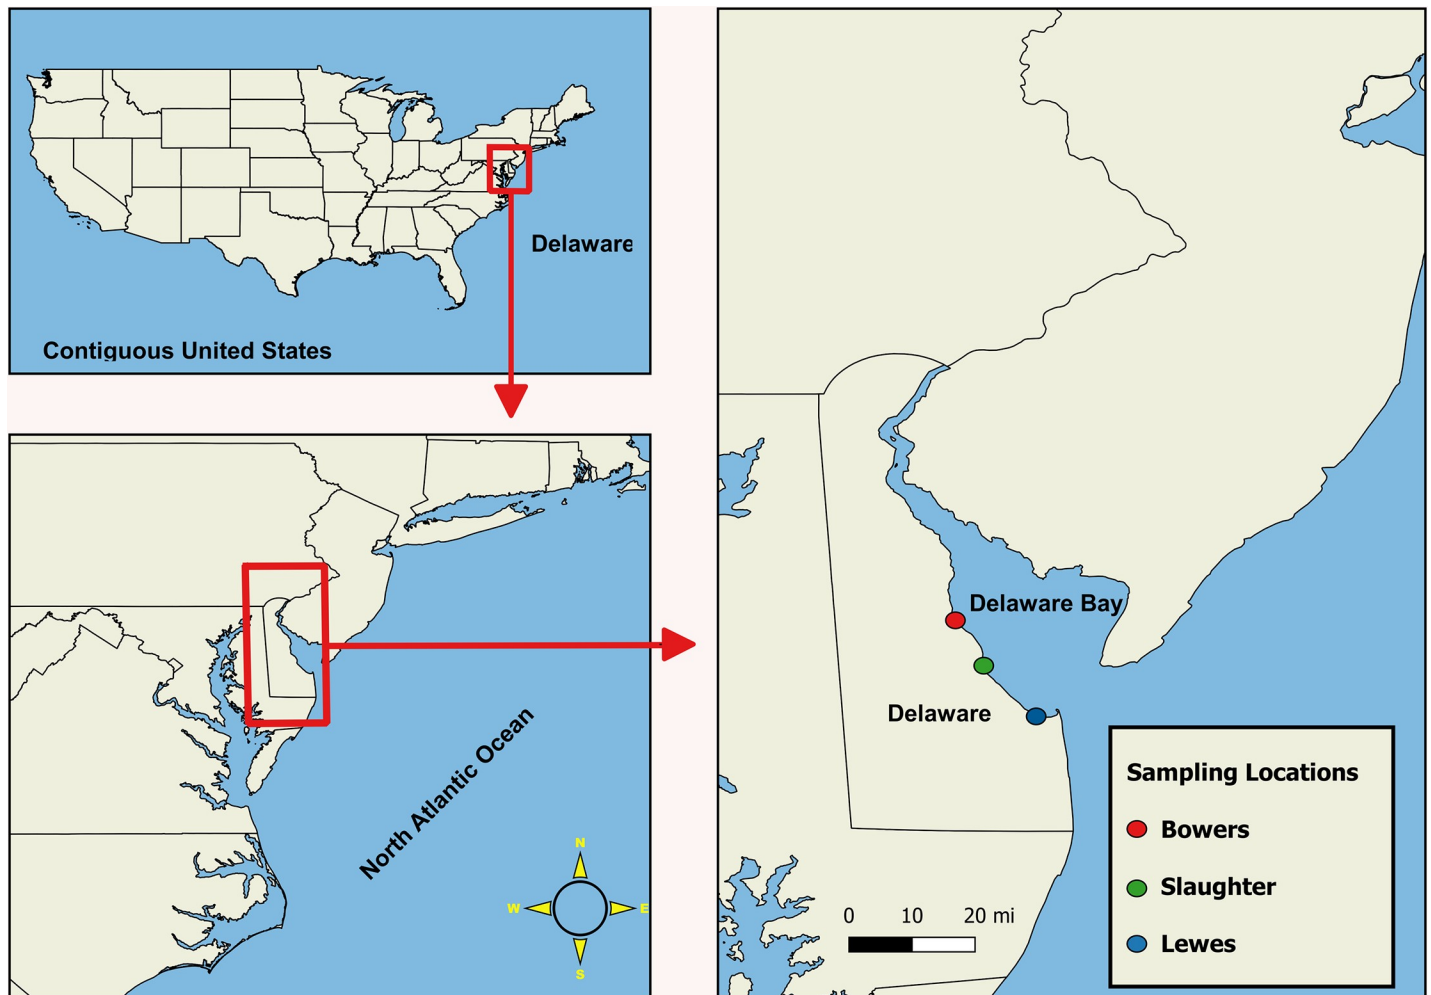 Delaware
Contiguous United States
North Atlantic Ocean
N
W
E
S
Delaware Bay
Delaware
Sampling Locations
Bowers
Slaughter
Lewes
0 10 20 mi